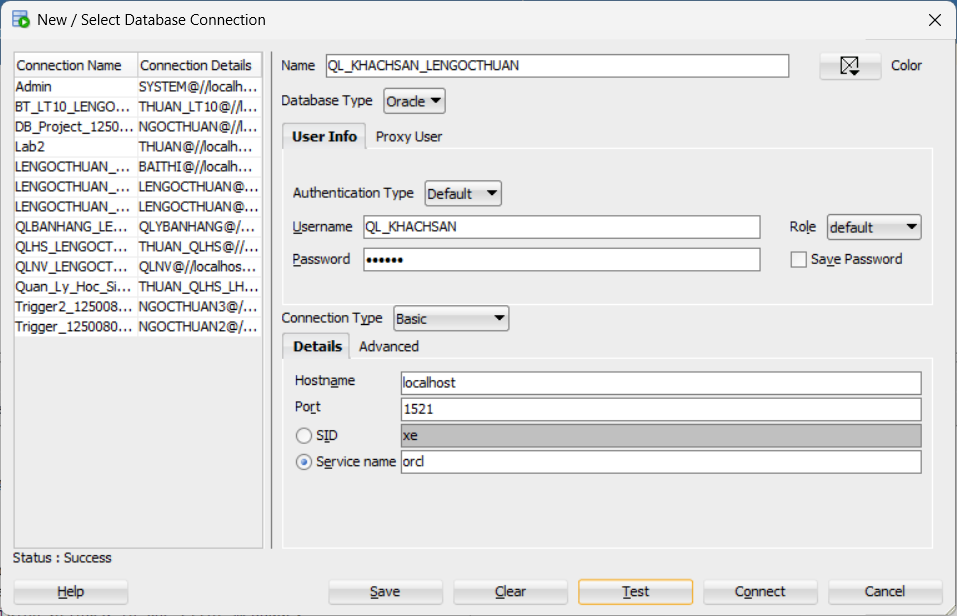 New / Select Database Connection
Connection Name Connection Details
Admin SYSTEM@//localh...
BT_LT10_LENGO... THUAN_LT10@//l...
DB_Project_1250... NGOCTHUAN@//l...
Lab2 THUAN@//localh...
LENGOCTHUAN_... BAITHI@//localh...
LENGOCTHUAN_... LENGOCTHUAN@...
LENGOCTHUAN_... LENGOCTHUAN@...
QLBANHANG_LE... QLYBANHANG@/...
QLHS_LENGOCT... THUAN_QLHS@//...
QLNV_LENGOCT... QLNV@//localhos...
Quan_Ly_Hoc_Si... THUAN_QLHS_LH...
Trigger2_125008... NGOCTHUAN3@/...
Trigger_1250080... NGOCTHUAN2@/...
Name QL_KHACHSAN_LENGOCTHUAN Color
Database Type Oracle
User Info Proxy User
Authentication Type Default
Username QL_KHACHSAN Role default
Password •••••• Save Password
Connection Type Basic
Details Advanced
Hostname localhost
Port 1521
SID xe
Service name orcl
Status : Success
Help Save Clear Test Connect Cancel